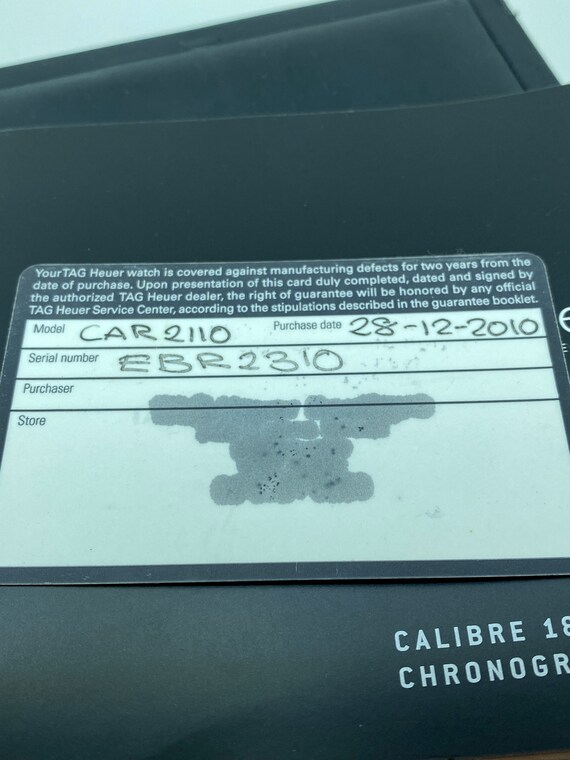 Your TAG Heuer watch is covered against manufacturing defects for two years from the
date of purchase. Upon presentation of this card duly completed, dated and signed by
the authorized TAG Heuer dealer, the right of guarantee will be honored by any official
TAG Heuer Service Center, according to the stipulations described in the guarantee booklet.
Model CAR2110 Purchase date 28-12-2010
Serial number EBR2310
Purchaser
Store
CALIBRE 18
CHRONOGR